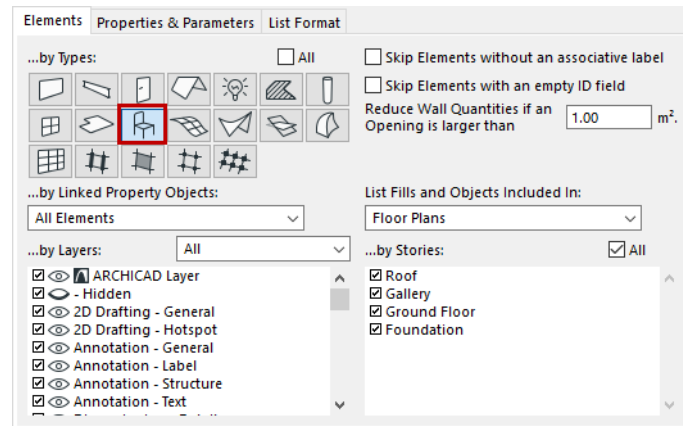 Elements Properties & Parameters List Format
...by Types: All
Skip Elements without an associative label
Skip Elements with an empty ID field
Reduce Wall Quantities if an
Opening is larger than 1.00 m².
...by Linked Property Objects:
All Elements
List Fills and Objects Included In:
Floor Plans
...by Layers: All
ARCHICAD Layer
- Hidden
2D Drafting - General
2D Drafting - Hotspot
Annotation - General
Annotation - Label
Annotation - Structure
Annotation - Text
...by Stories: All
Roof
Gallery
Ground Floor
Foundation